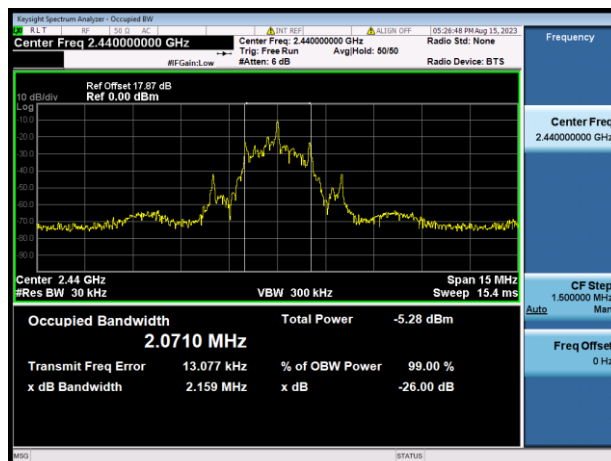 Keysight Spectrum Analyzer - Occupied BW
RLT RF 50 Ω AC INT REF ALIGN OFF 05:26:48 PM Aug 15, 2023
Center Freq 2.440000000 GHz
Center Freq: 2.440000000 GHz
Radio Std: None
Trig: Free Run Avg|Hold: 50/50
#IFGain:Low
#Atten: 6 dB
Radio Device: BTS
Ref Offset 17.87 dB
10 dB/div Ref 0.00 dBm
Log
-10.0
-20.0
-30.0
-40.0
-50.0
-60.0
-70.0
-80.0
-90.0
Center 2.44 GHz Span 15 MHz
#Res BW 30 kHz VBW 300 kHz Sweep 15.4 ms
Occupied Bandwidth Total Power -5.28 dBm
2.0710 MHz
Transmit Freq Error 13.077 kHz % of OBW Power 99.00 %
x dB Bandwidth 2.159 MHz x dB -26.00 dB
MSG STATUS
Frequency
Center Freq
2.440000000 GHz
CF Step
1.500000 MHz
Auto Man
Freq Offset
0 Hz